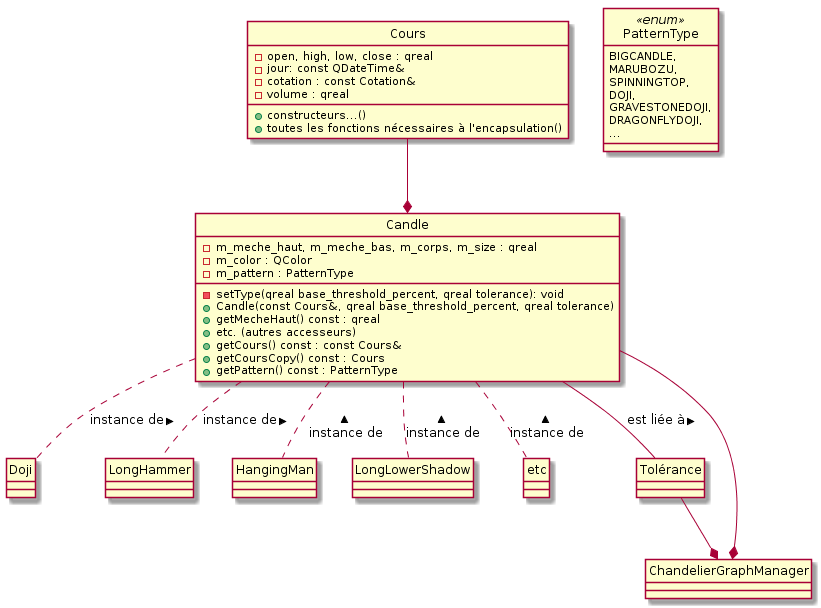 Cours
open, high, low, close : qreal
jour: const QDateTime&
cotation : const Cotation&
volume : qreal
constructeurs...()
toutes les fonctions nécessaires à l'encapsulation()
«enum»
PatternType
BIGCANDLE,
MARUBOZU,
SPINNINGTOP,
DOJI,
GRAVESTONEDOJI,
DRAGONFLYDOJI,
...
Candle
m_meche_haut, m_meche_bas, m_corps, m_size : qreal
m_color : QColor
m_pattern : PatternType
setType(qreal base_threshold_percent, qreal tolerance): void
Candle(const Cours&, qreal base_threshold_percent, qreal tolerance)
getMecheHaut() const : qreal
etc. (autres accesseurs)
getCours() const : const Cours&
getCoursCopy() const : Cours
getPattern() const : PatternType
instance de
instance de
instance de
instance de
instance de
est liée à
Doji
LongHammer
HangingMan
LongLowerShadow
etc
Tolérance
ChandelierGraphManager